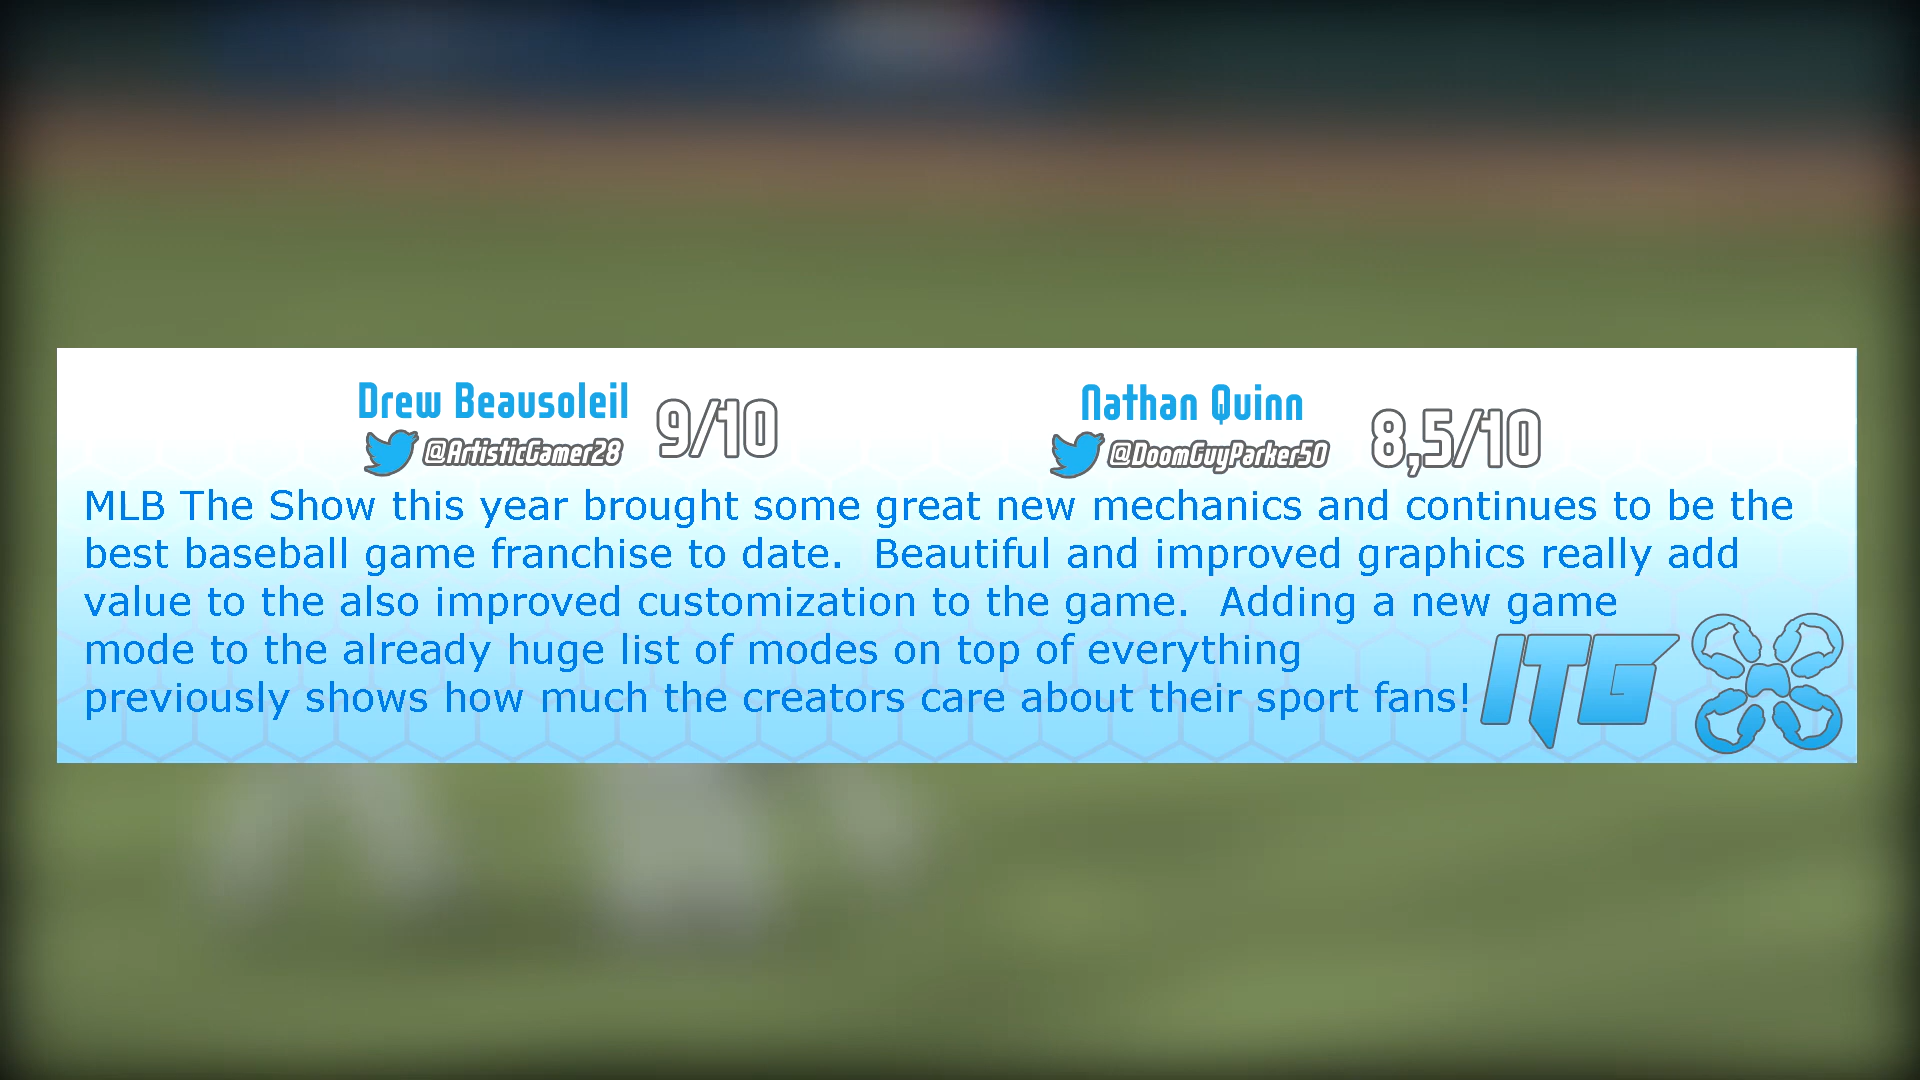 Drew Beausoleil 9/10 Nathan Quinn 8,5/10
@ArtisticGamer28 @DoomGuyParker50
MLB The Show this year brought some great new mechanics and continues to be the
best baseball game franchise to date.  Beautiful and improved graphics really add
value to the also improved customization to the game.  Adding a new game
mode to the already huge list of modes on top of everything
previously shows how much the creators care about their sport fans!
ITG